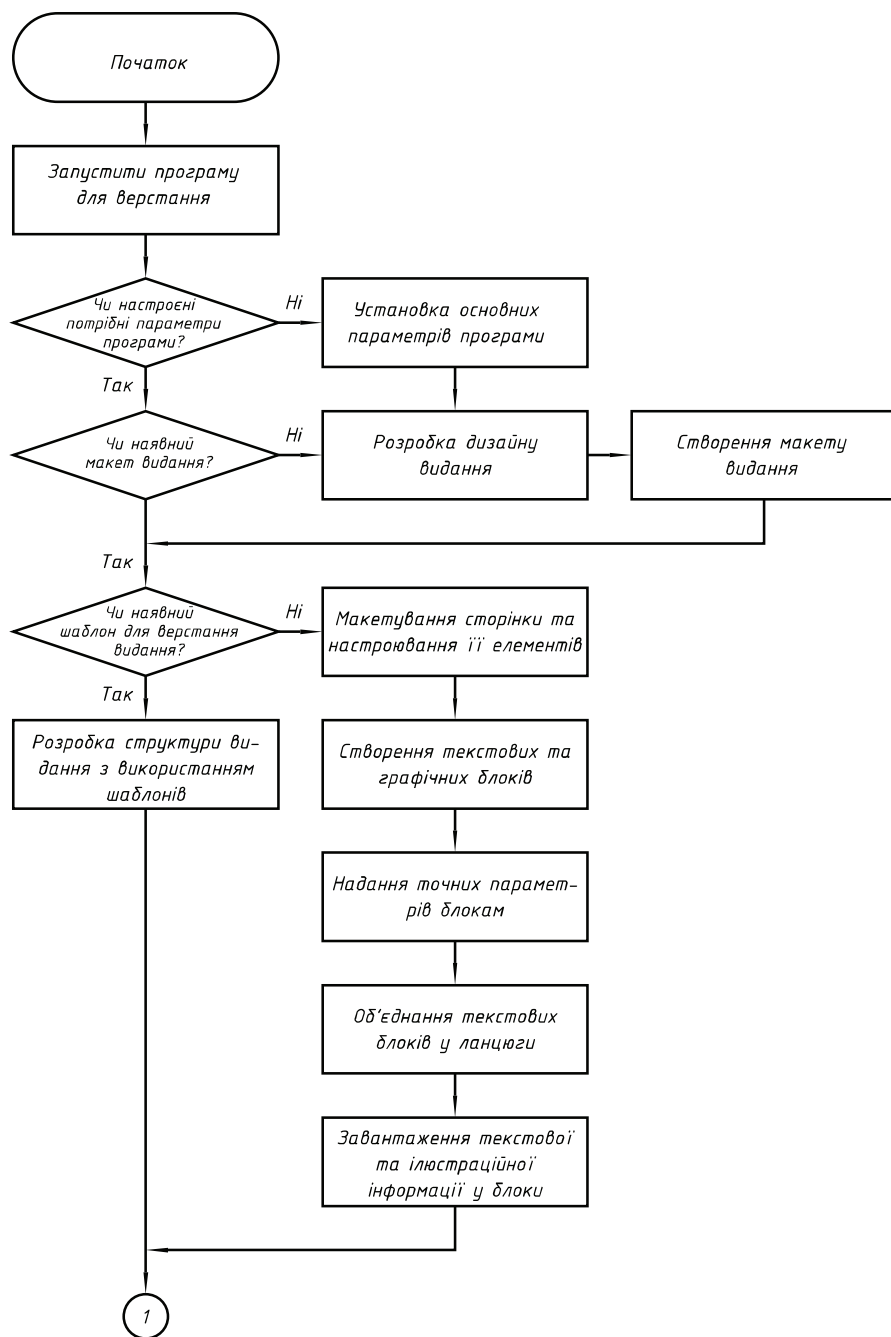 Початок
Запустити програму
для верстання
Чи настроєні
потрібні параметри
програми?
Ні
Установка основних
параметрів програми
Так
Чи наявний
макет видання?
Ні
Розробка дизайну
видання
Створення макету
видання
Так
Чи наявний
шаблон для верстання
видання?
Ні
Макетування сторінки та
настроювання її елементів
Так
Розробка структури ви-
дання з використанням
шаблонів
Створення текстових та
графічних блоків
Надання точних парамет-
рів блокам
Об'єднання текстових
блоків у ланцюги
Завантаження текстової
та ілюстраційної
інформації у блоки
1